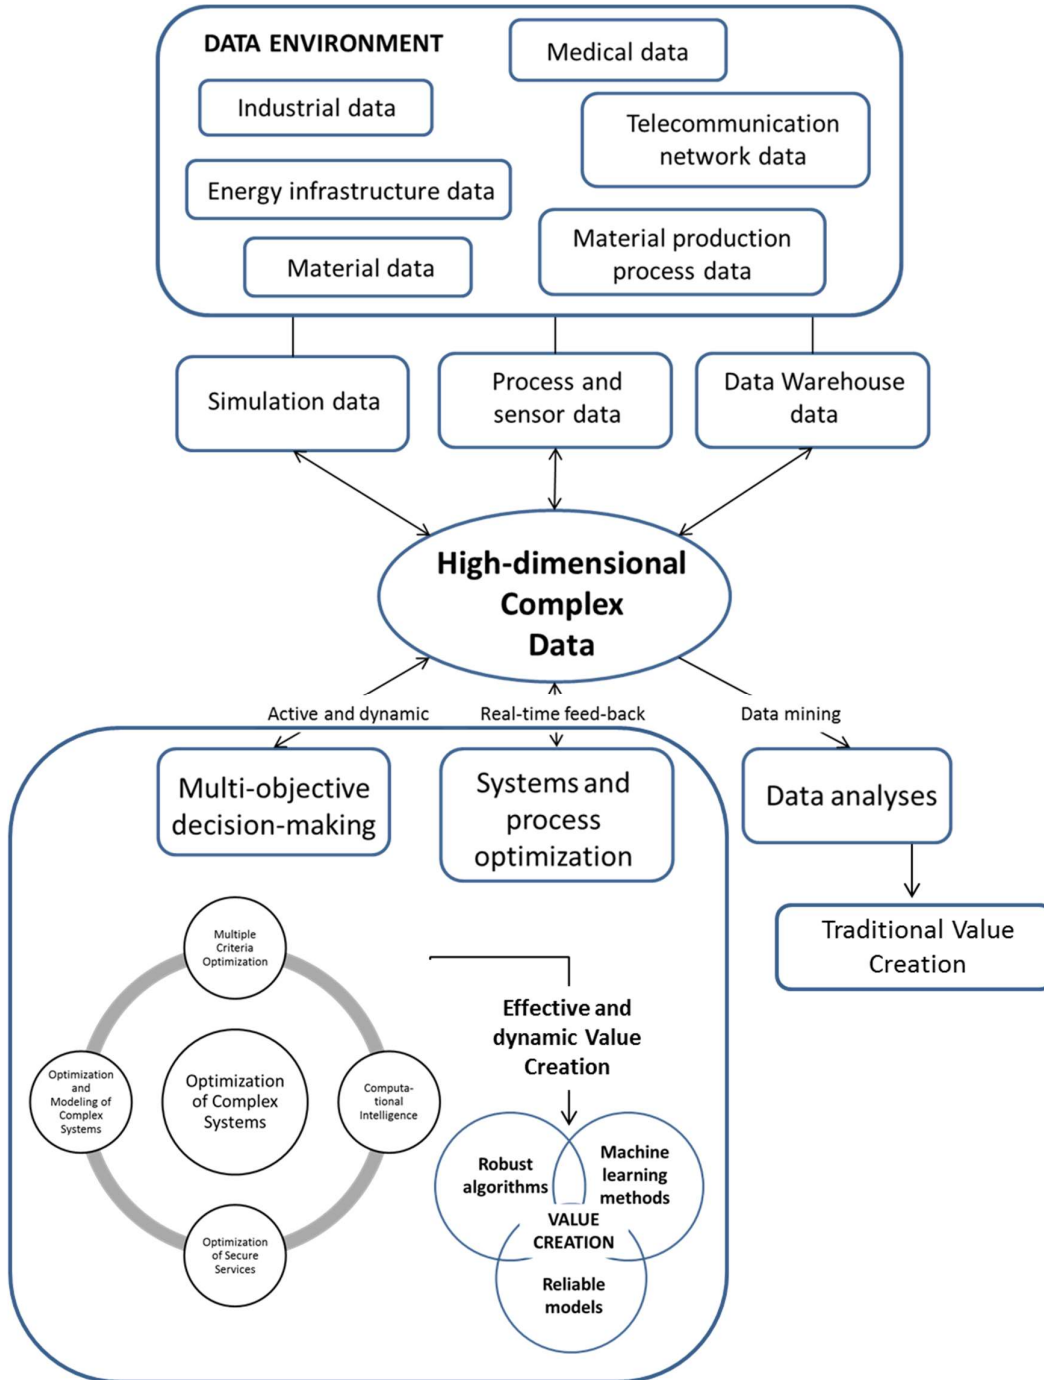 DATA ENVIRONMENT
Medical data
Industrial data
Telecommunication
network data
Energy infrastructure data
Material production
process data
Material data
Simulation data
Process and
sensor data
Data Warehouse
data
High-dimensional
Complex
Data
Active and dynamic
Real-time feed-back
Data mining
Multi-objective
decision-making
Systems and
process
optimization
Data analyses
Traditional Value
Creation
Multiple
Criteria
Optimization
Optimization
and
Modeling of
Complex
Systems
Optimization
of Complex
Systems
Computa-
tional
Intelligence
Optimization
of Secure
Services
Effective and
dynamic Value
Creation
Robust
algorithms
Machine
learning
methods
VALUE
CREATION
Reliable
models